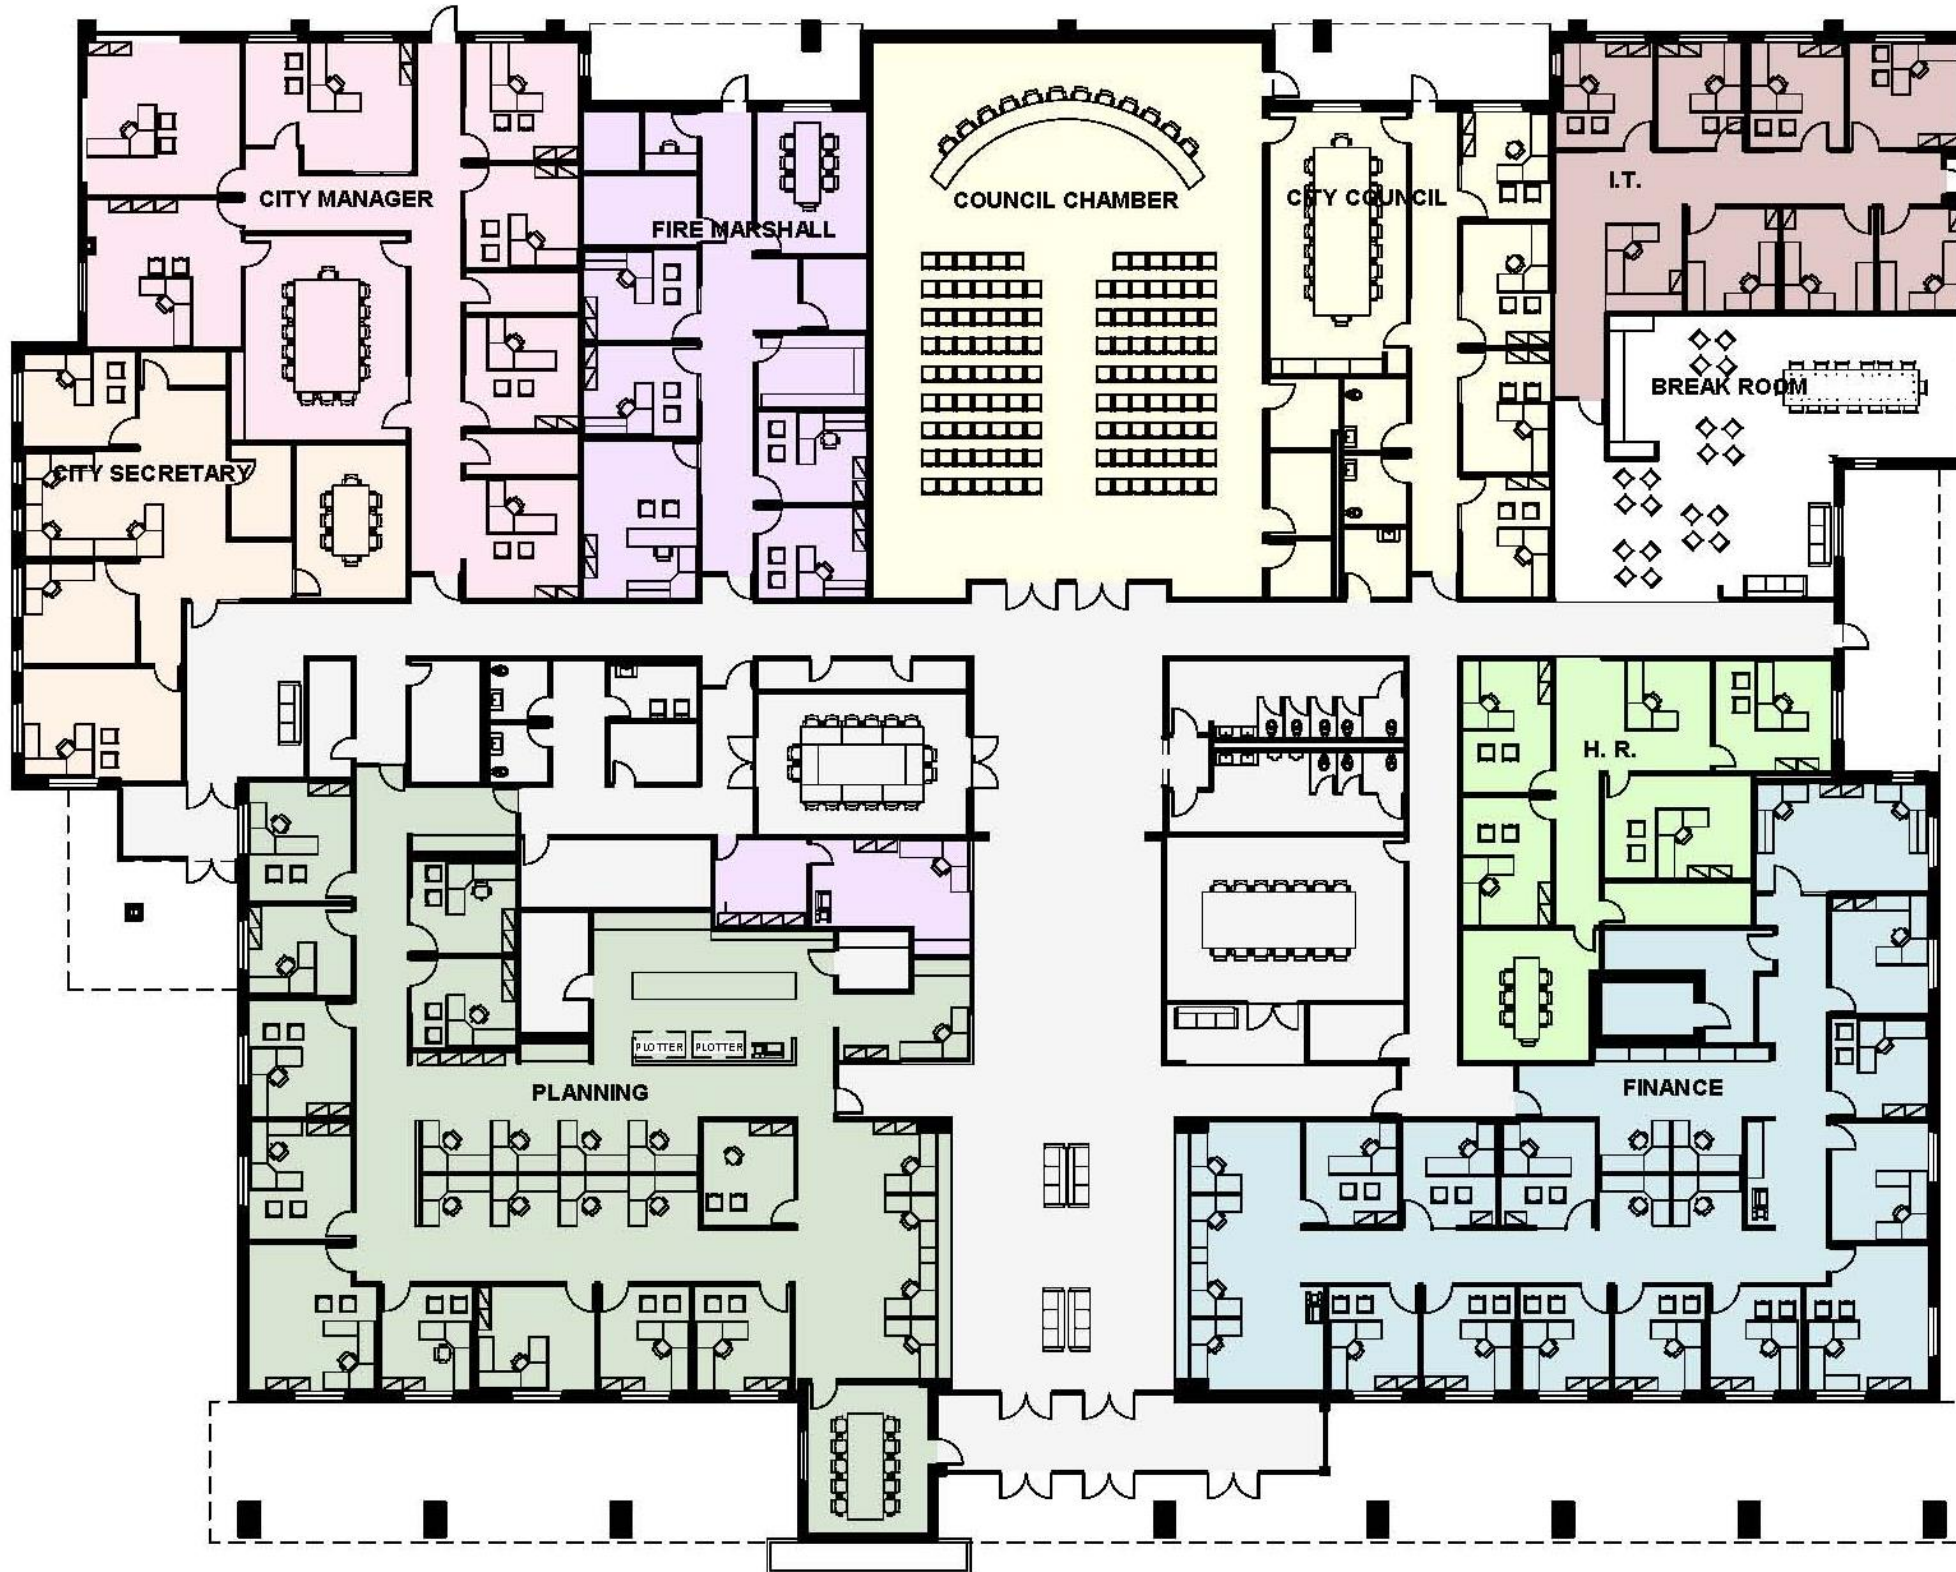 CITY MANAGER
FIRE MARSHALL
COUNCIL CHAMBER
CITY COUNCIL
I.T.
BREAK ROOM
CITY SECRETARY
H. R.
PLOTTER
PLOTTER
PLANNING
FINANCE